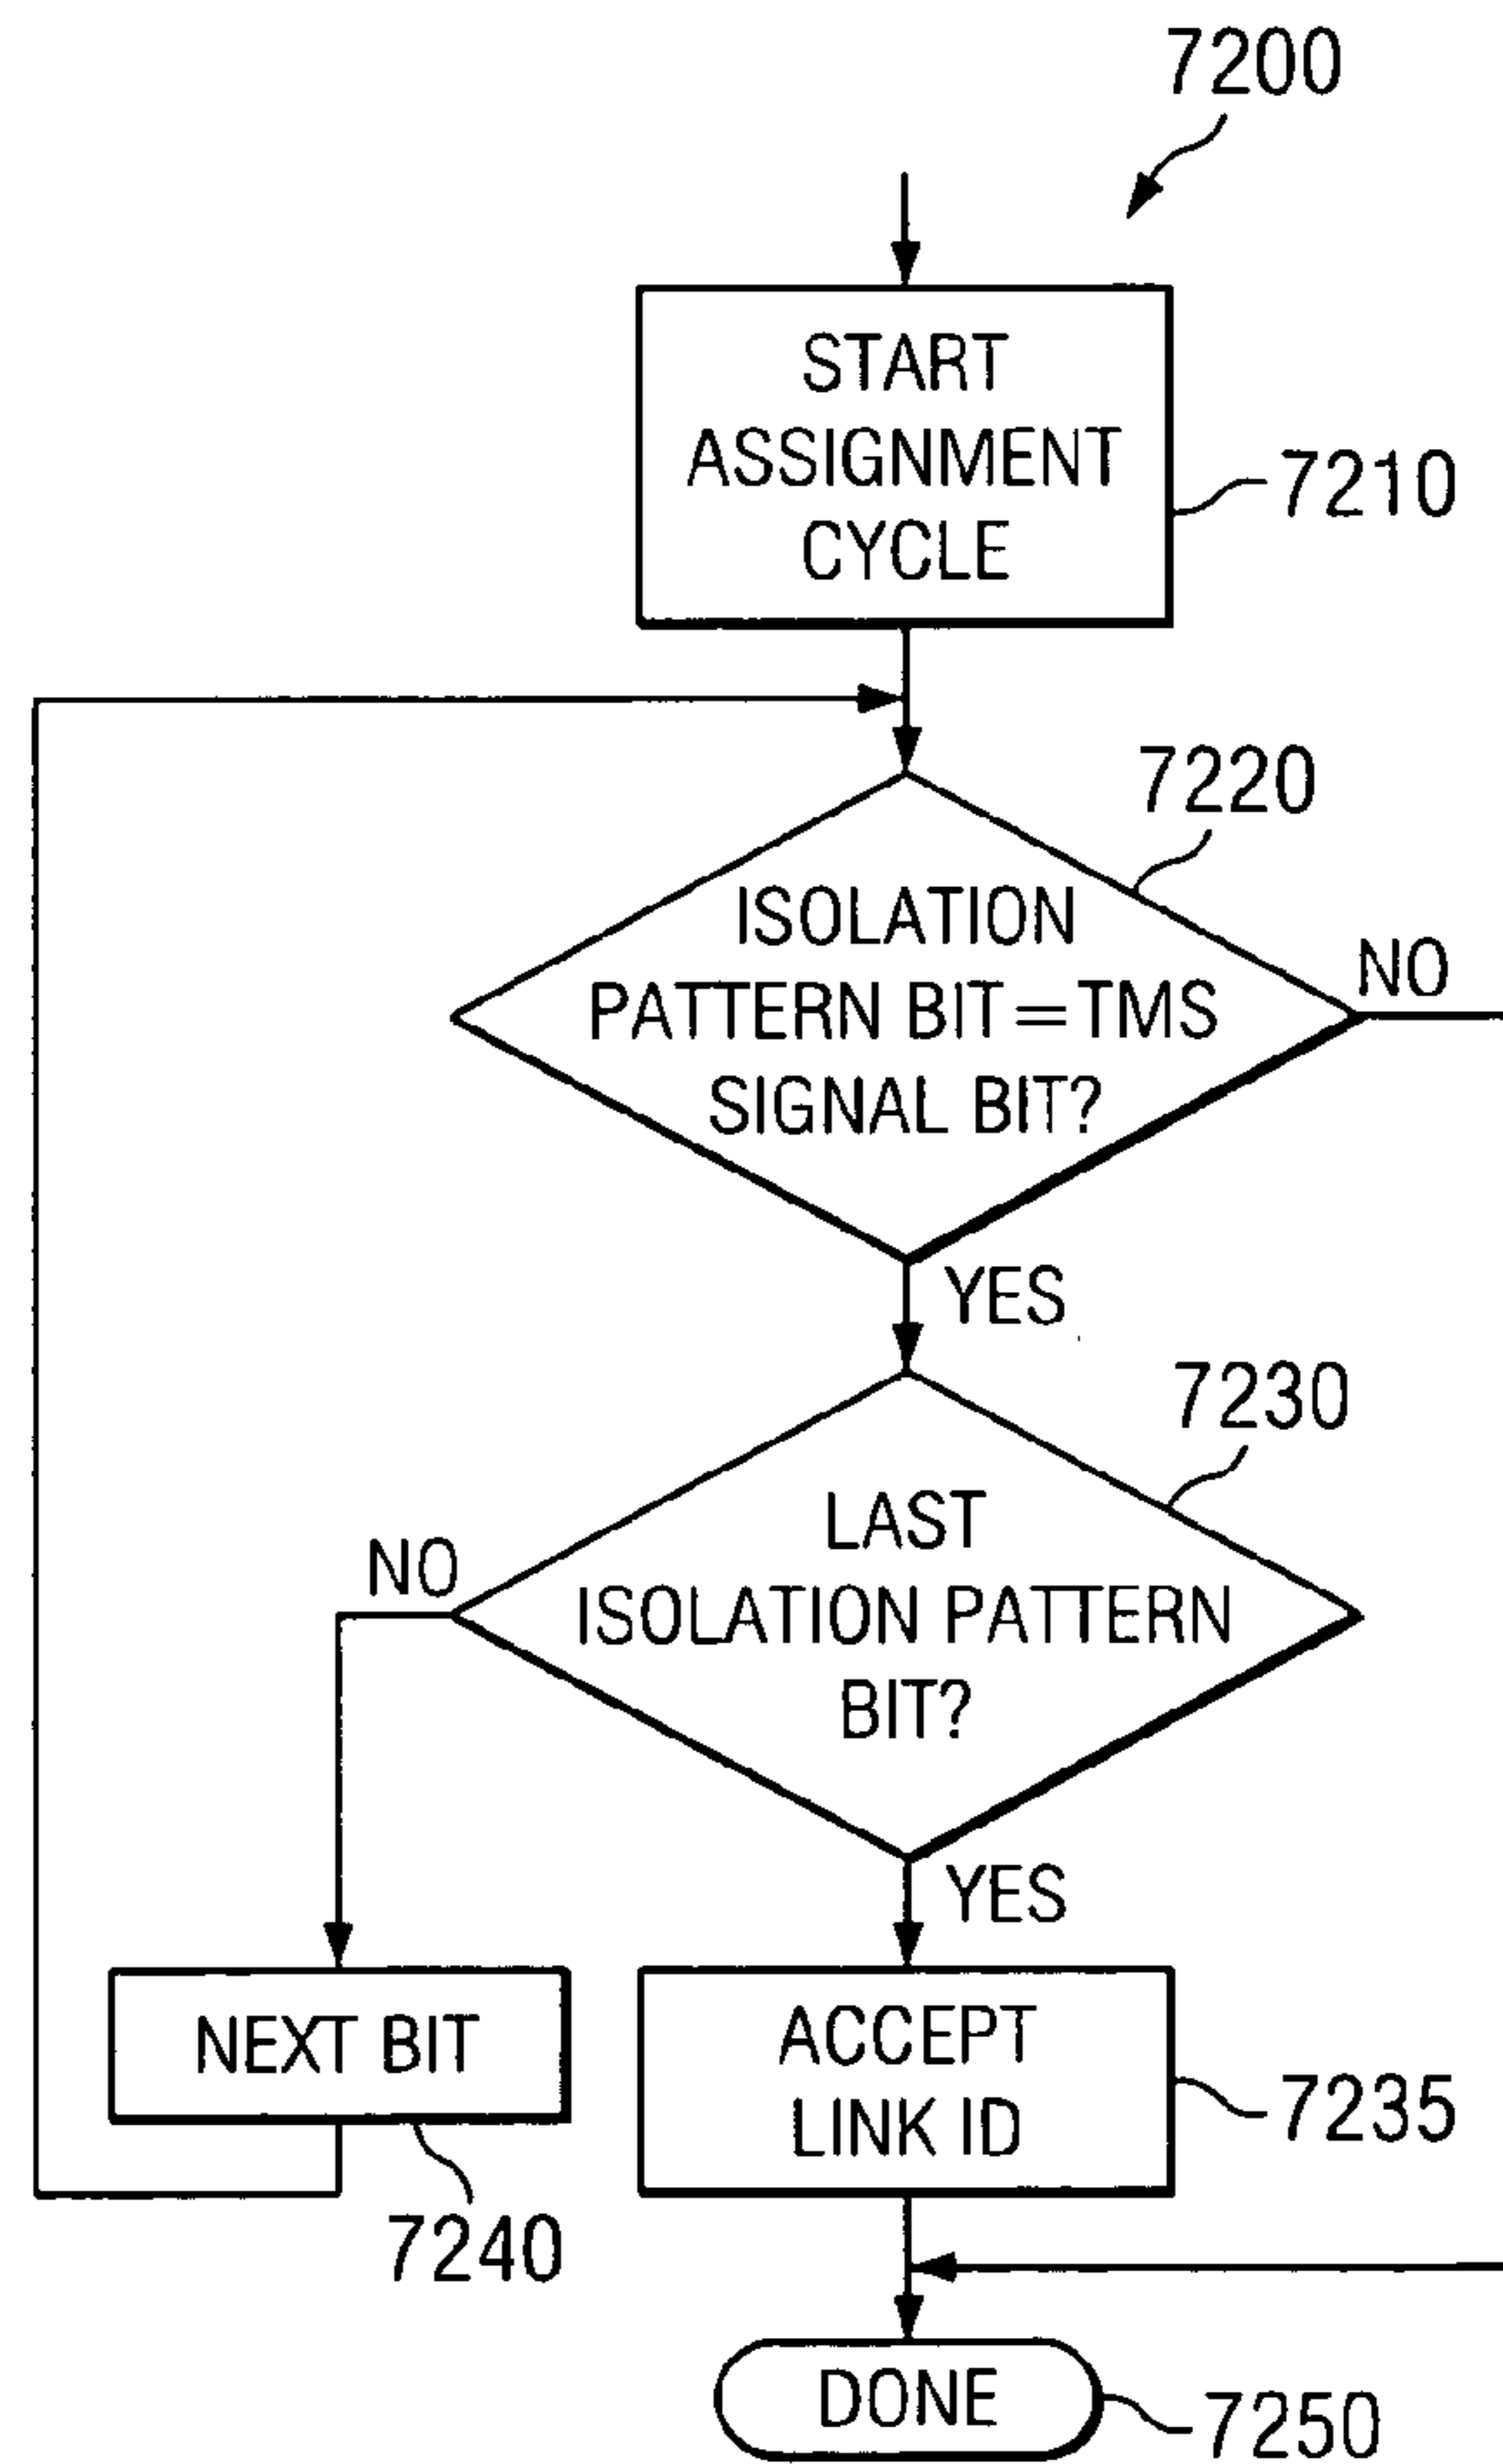 7200
START
ASSIGNMENT
CYCLE
7210
7220
ISOLATION
PATTERN BIT=TMS
SIGNAL BIT?
NO
YES
7230
LAST
ISOLATION PATTERN
BIT?
NO
YES
NEXT BIT
7240
ACCEPT
LINK ID
7235
DONE
7250